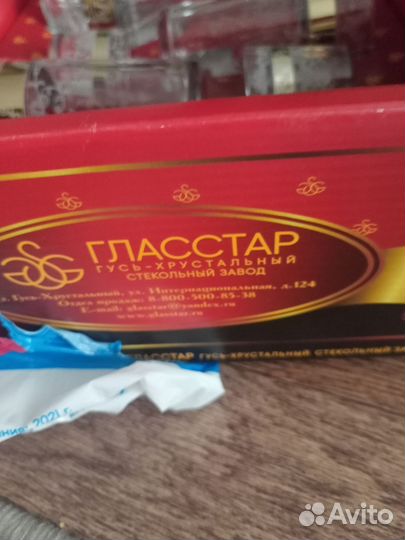 ГЛАССТАР
ГУСЬ-ХРУСТАЛЬНЫЙ
СТЕКОЛЬНЫЙ ЗАВОД
г. Гусь-Хрустальный, ул. Интернациональная, д.124
Отдел продаж: 8-800-500-85-38
E-mail: glasstar@yandex.ru
www.glasstar.ru
ГЛАССТАР ГУСЬ-ХРУСТАЛЬНЫЙ СТЕКОЛЬНЫЙ
2021 г.
Avito